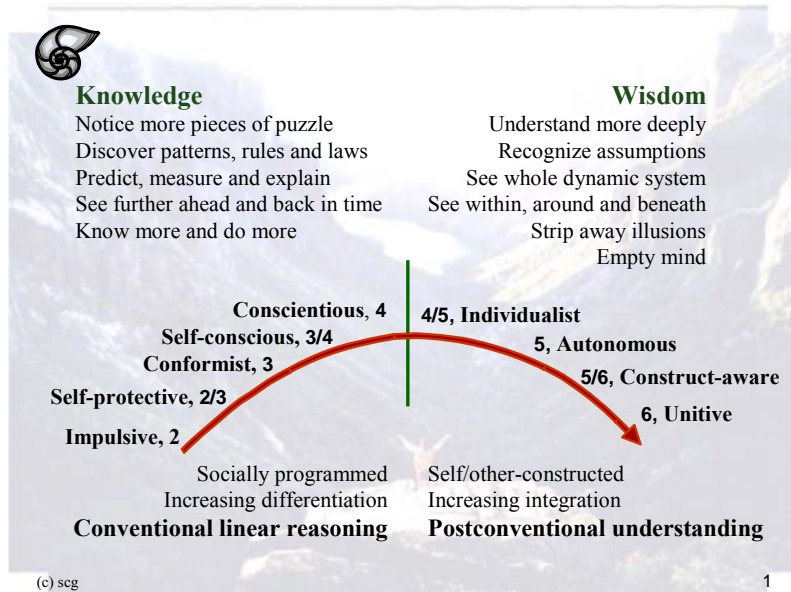 Knowledge
Notice more pieces of puzzle
Discover patterns, rules and laws
Predict, measure and explain
See further ahead and back in time
Know more and do more
Wisdom
Understand more deeply
Recognize assumptions
See whole dynamic system
See within, around and beneath
Strip away illusions
Empty mind
Conscientious, 4
Self-conscious, 3/4
Conformist, 3
Self-protective, 2/3
Impulsive, 2
4/5, Individualist
5, Autonomous
5/6, Construct-aware
6, Unitive
Socially programmed
Increasing differentiation
Conventional linear reasoning
Self/other-constructed
Increasing integration
Postconventional understanding
(c) scg
1